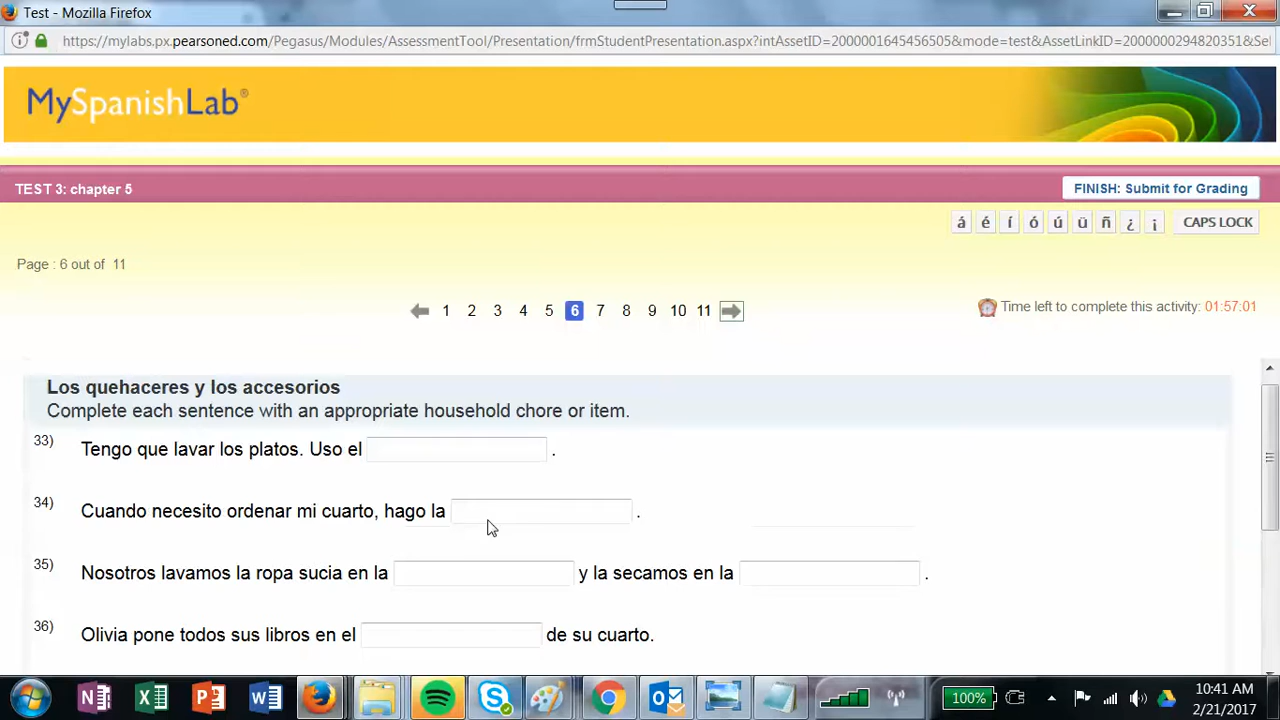 Test - Mozilla Firefox
https://mylabs.px.pearsoned.com/Pegasus/Modules/AssessmentTool/Presentation/frmStudentPresentation.aspx?intAssetID=2000001645456505&mode=test&AssetLinkID=2000000294820351&Sel
MySpanishLab®
TEST 3: chapter 5
FINISH: Submit for Grading
á é í ó ú ü ñ ¿ ¡ CAPS LOCK
Page : 6 out of 11
1 2 3 4 5 6 7 8 9 10 11
Time left to complete this activity: 01:57:01
Los quehaceres y los accesorios
Complete each sentence with an appropriate household chore or item.
33) Tengo que lavar los platos. Uso el .
34) Cuando necesito ordenar mi cuarto, hago la .
35) Nosotros lavamos la ropa sucia en la y la secamos en la .
36) Olivia pone todos sus libros en el de su cuarto.
100%
10:41 AM
2/21/2017